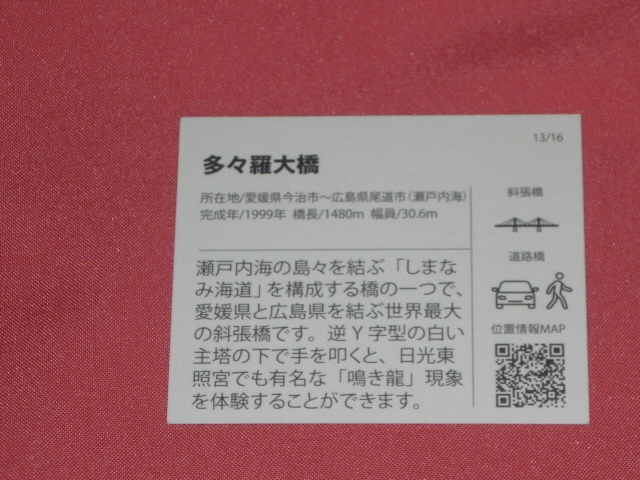 13/16
多々羅大橋
所在地/愛媛県今治市～広島県尾道市(瀬戸内海)
完成年/1999年 橋長/1480m 幅員/30.6m
瀬戸内海の島々を結ぶ「しまな
み海道」を構成する橋の一つで、
愛媛県と広島県を結ぶ世界最大
の斜張橋です。逆Y字型の白い
主塔の下で手を叩くと、日光東
照宮でも有名な「鳴き龍」現象
を体験することができます。
斜張橋
道路橋
位置情報MAP